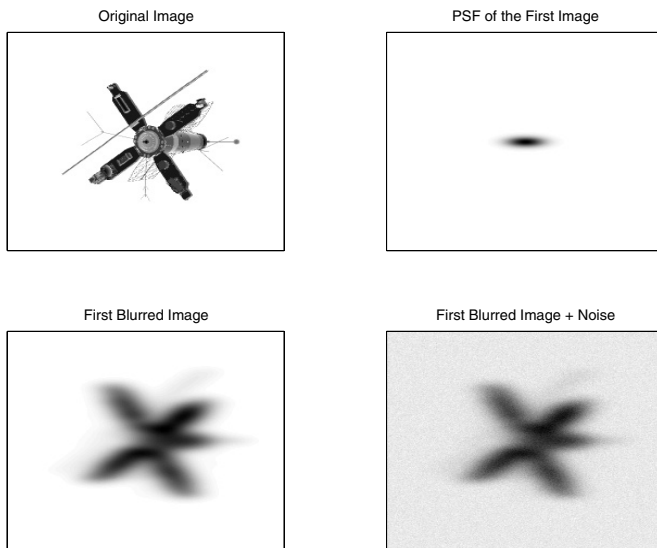 Original Image
PSF of the First Image
First Blurred Image
First Blurred Image + Noise